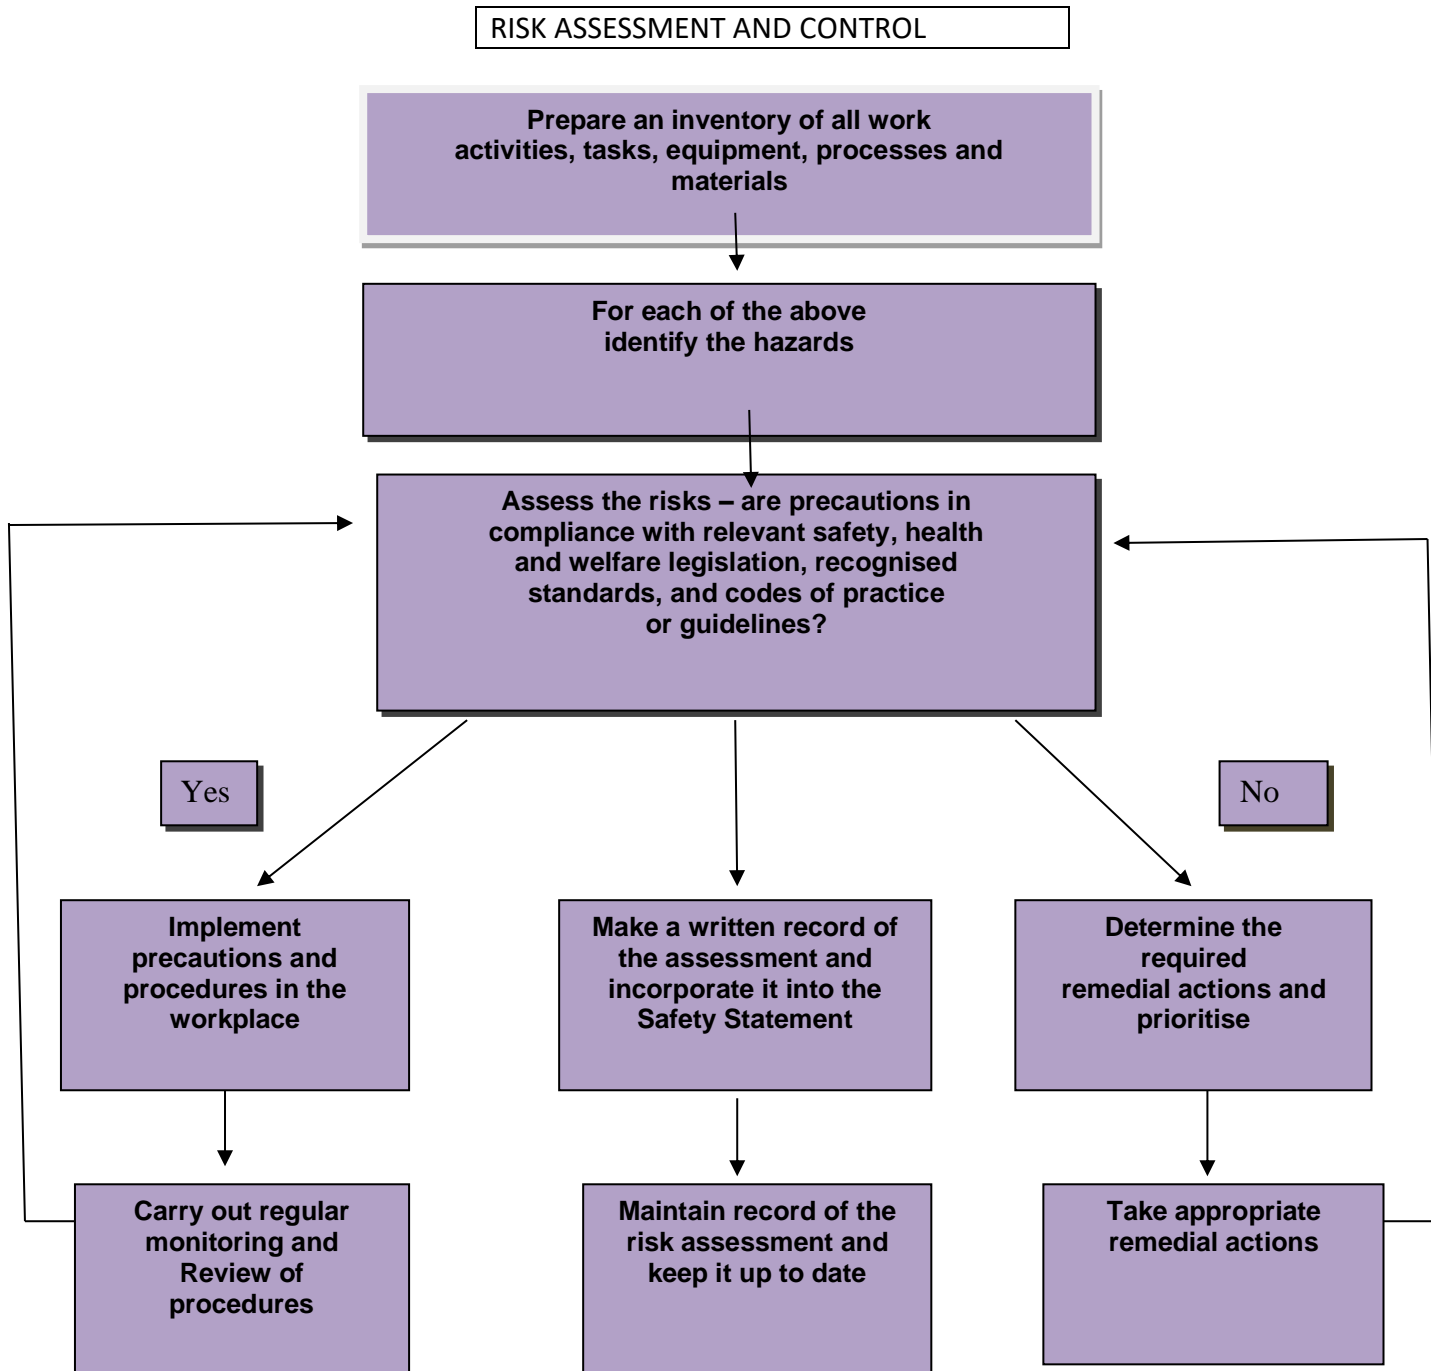 RISK ASSESSMENT AND CONTROL
Prepare an inventory of all work
activities, tasks, equipment, processes and
materials
For each of the above
identify the hazards
Assess the risks – are precautions in
compliance with relevant safety, health
and welfare legislation, recognised
standards, and codes of practice
or guidelines?
Yes
No
Implement
precautions and
procedures in the
workplace
Make a written record of
the assessment and
incorporate it into the
Safety Statement
Determine the
required
remedial actions and
prioritise
Carry out regular
monitoring and
Review of
procedures
Maintain record of the
risk assessment and
keep it up to date
Take appropriate
remedial actions